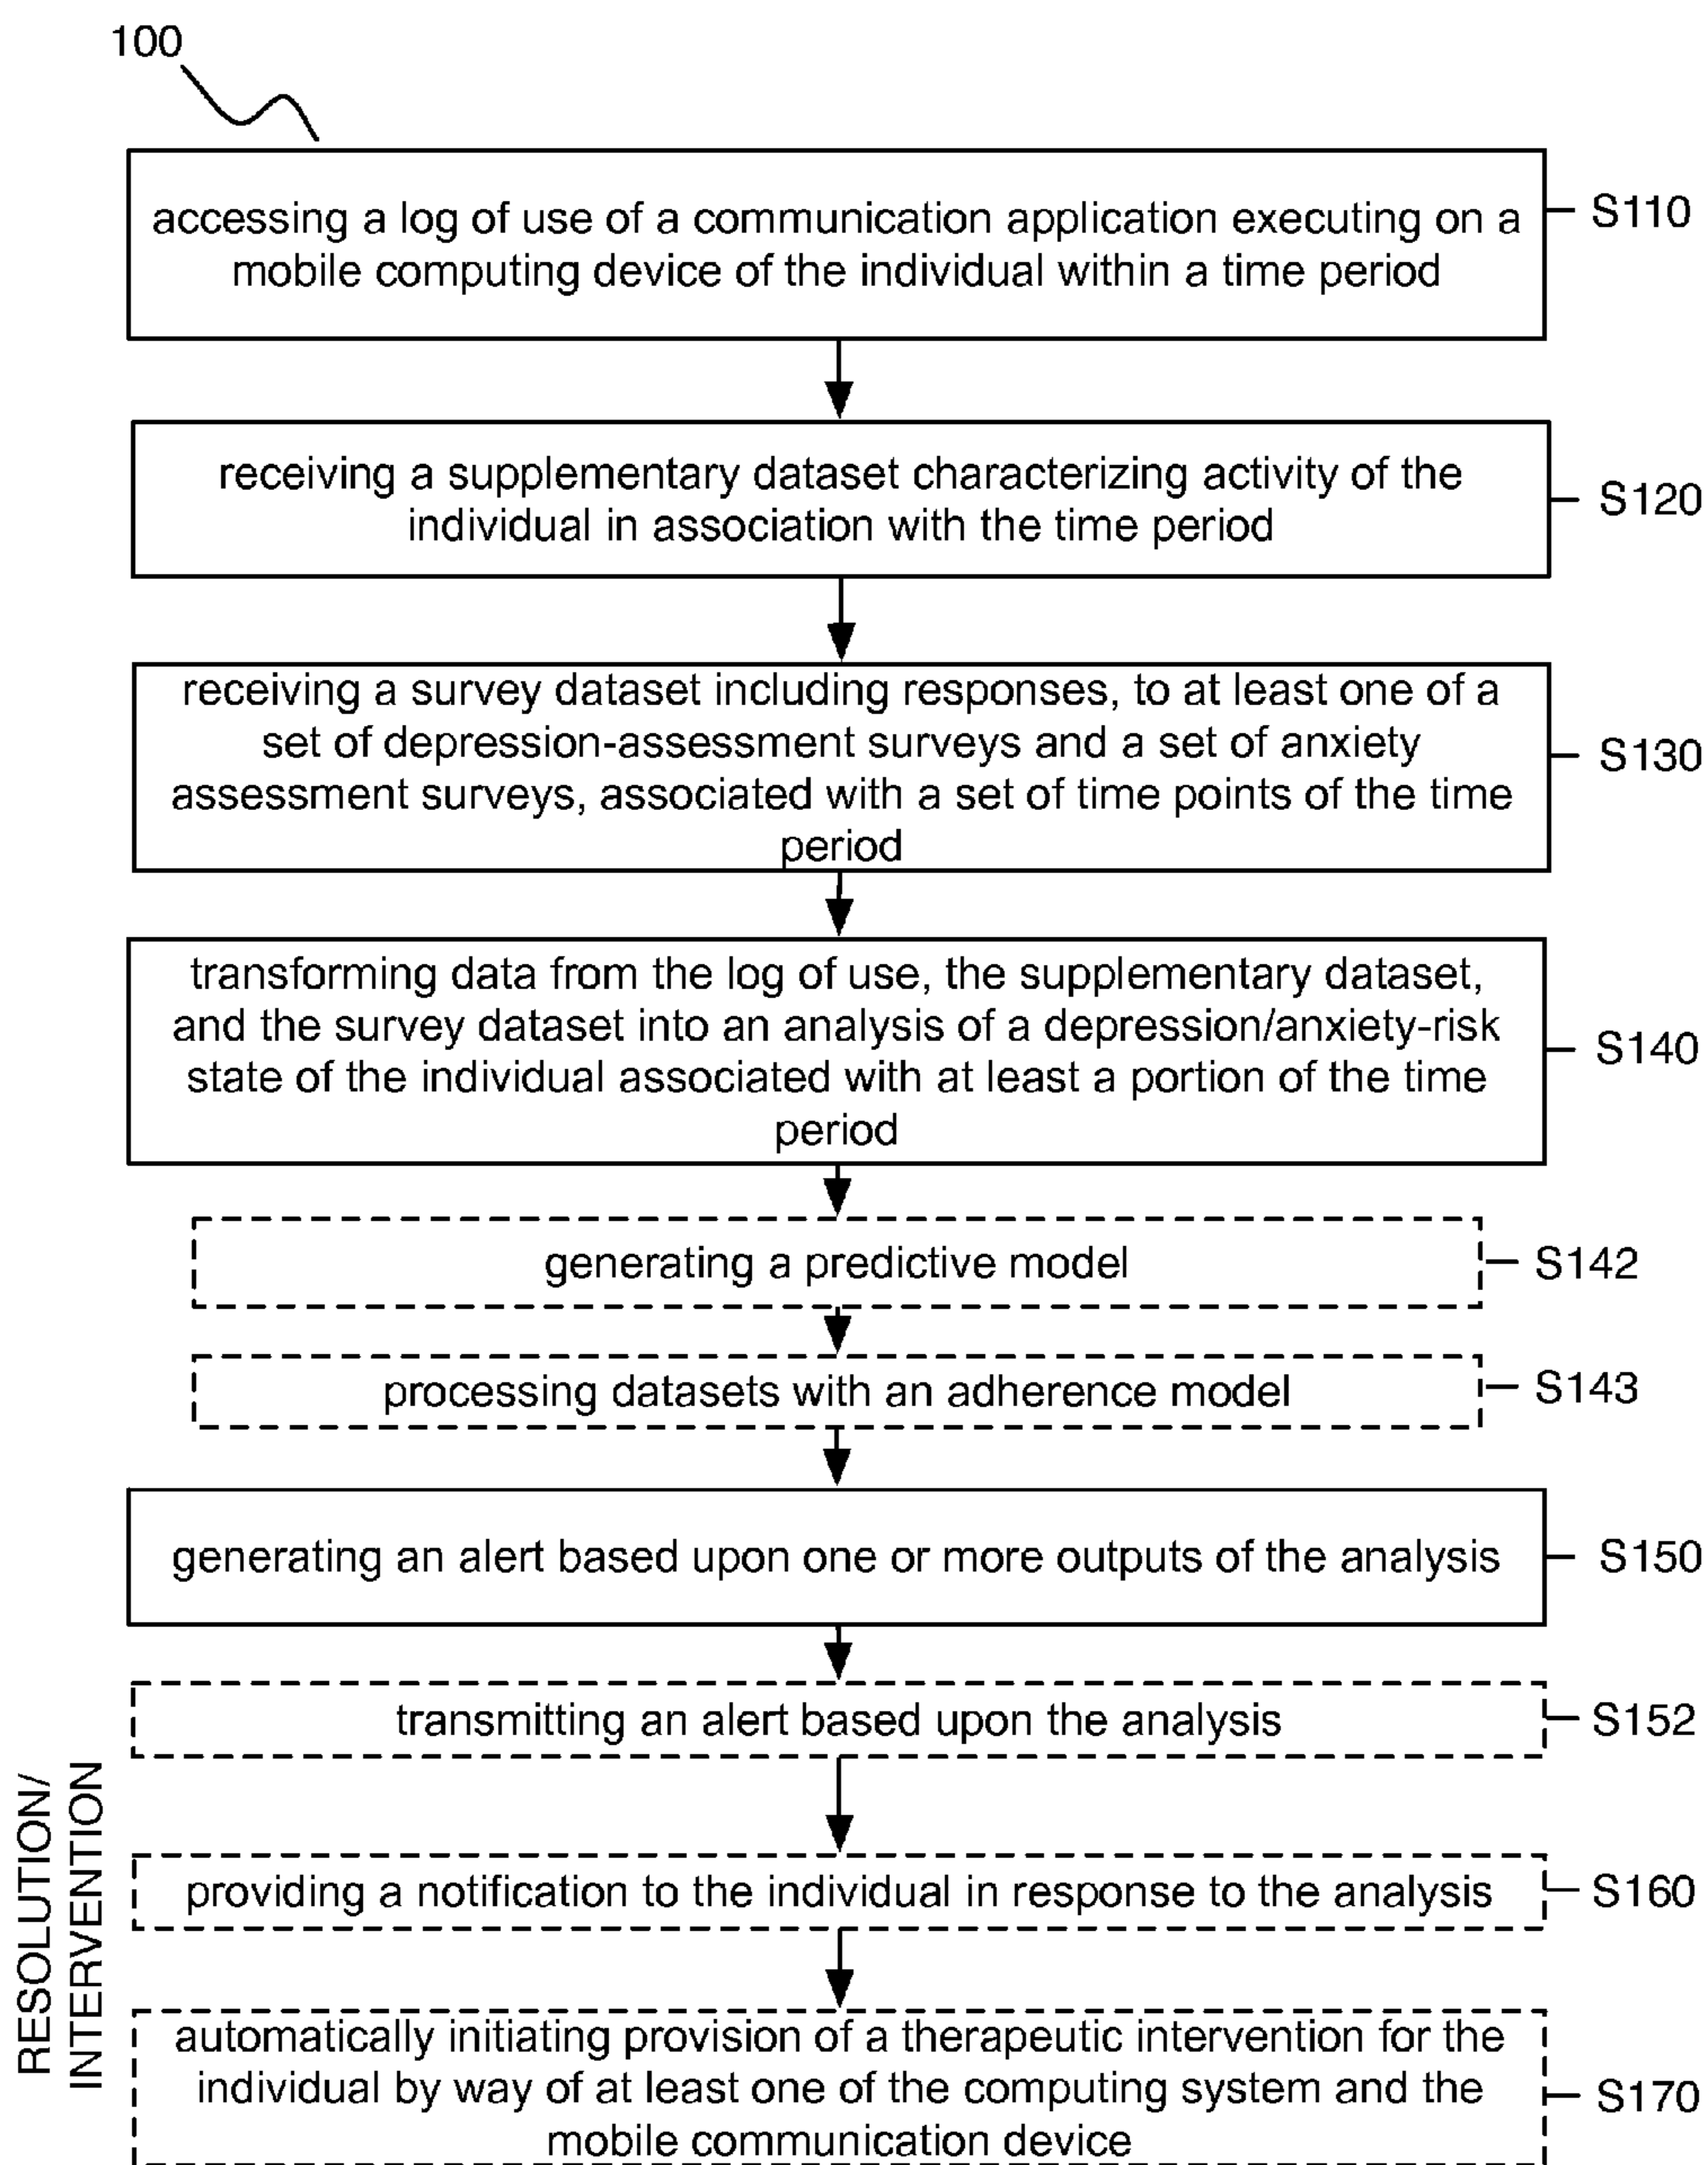 100
accessing a log of use of a communication application executing on a
mobile computing device of the individual within a time period
S110
receiving a supplementary dataset characterizing activity of the
individual in association with the time period
S120
receiving a survey dataset including responses, to at least one of a
set of depression-assessment surveys and a set of anxiety
assessment surveys, associated with a set of time points of the time
period
S130
transforming data from the log of use, the supplementary dataset,
and the survey dataset into an analysis of a depression/anxiety-risk
state of the individual associated with at least a portion of the time
period
S140
generating a predictive model
S142
processing datasets with an adherence model
S143
generating an alert based upon one or more outputs of the analysis
S150
transmitting an alert based upon the analysis
S152
RESOLUTION/
INTERVENTION
providing a notification to the individual in response to the analysis
S160
automatically initiating provision of a therapeutic intervention for the
individual by way of at least one of the computing system and the
mobile communication device
S170